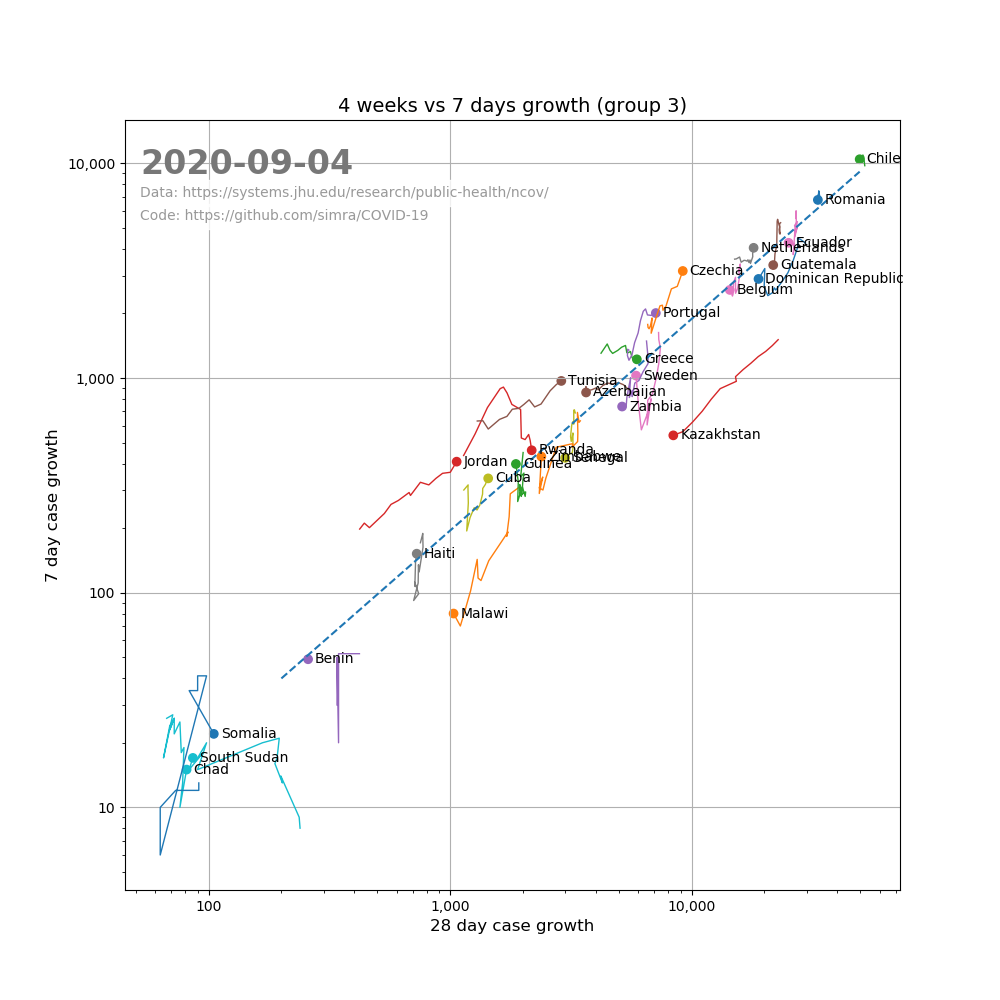 4 weeks vs 7 days growth (group 3)
2020-09-04
Data: https://systems.jhu.edu/research/public-health/ncov/
Code: https://github.com/simra/COVID-19
10,000
1,000
100
10
7 day case growth
Chile
Romania
Ecuador
Netherlands
Guatemala
Czechia
Dominican Republic
Belgium
Portugal
Greece
Sweden
Tunisia
Azerbaijan
Zambia
Kazakhstan
Rwanda
Zimbabwe
Senegal
Jordan
Guinea
Cuba
Haiti
Malawi
Benin
Somalia
South Sudan
Chad
100
1,000
10,000
28 day case growth